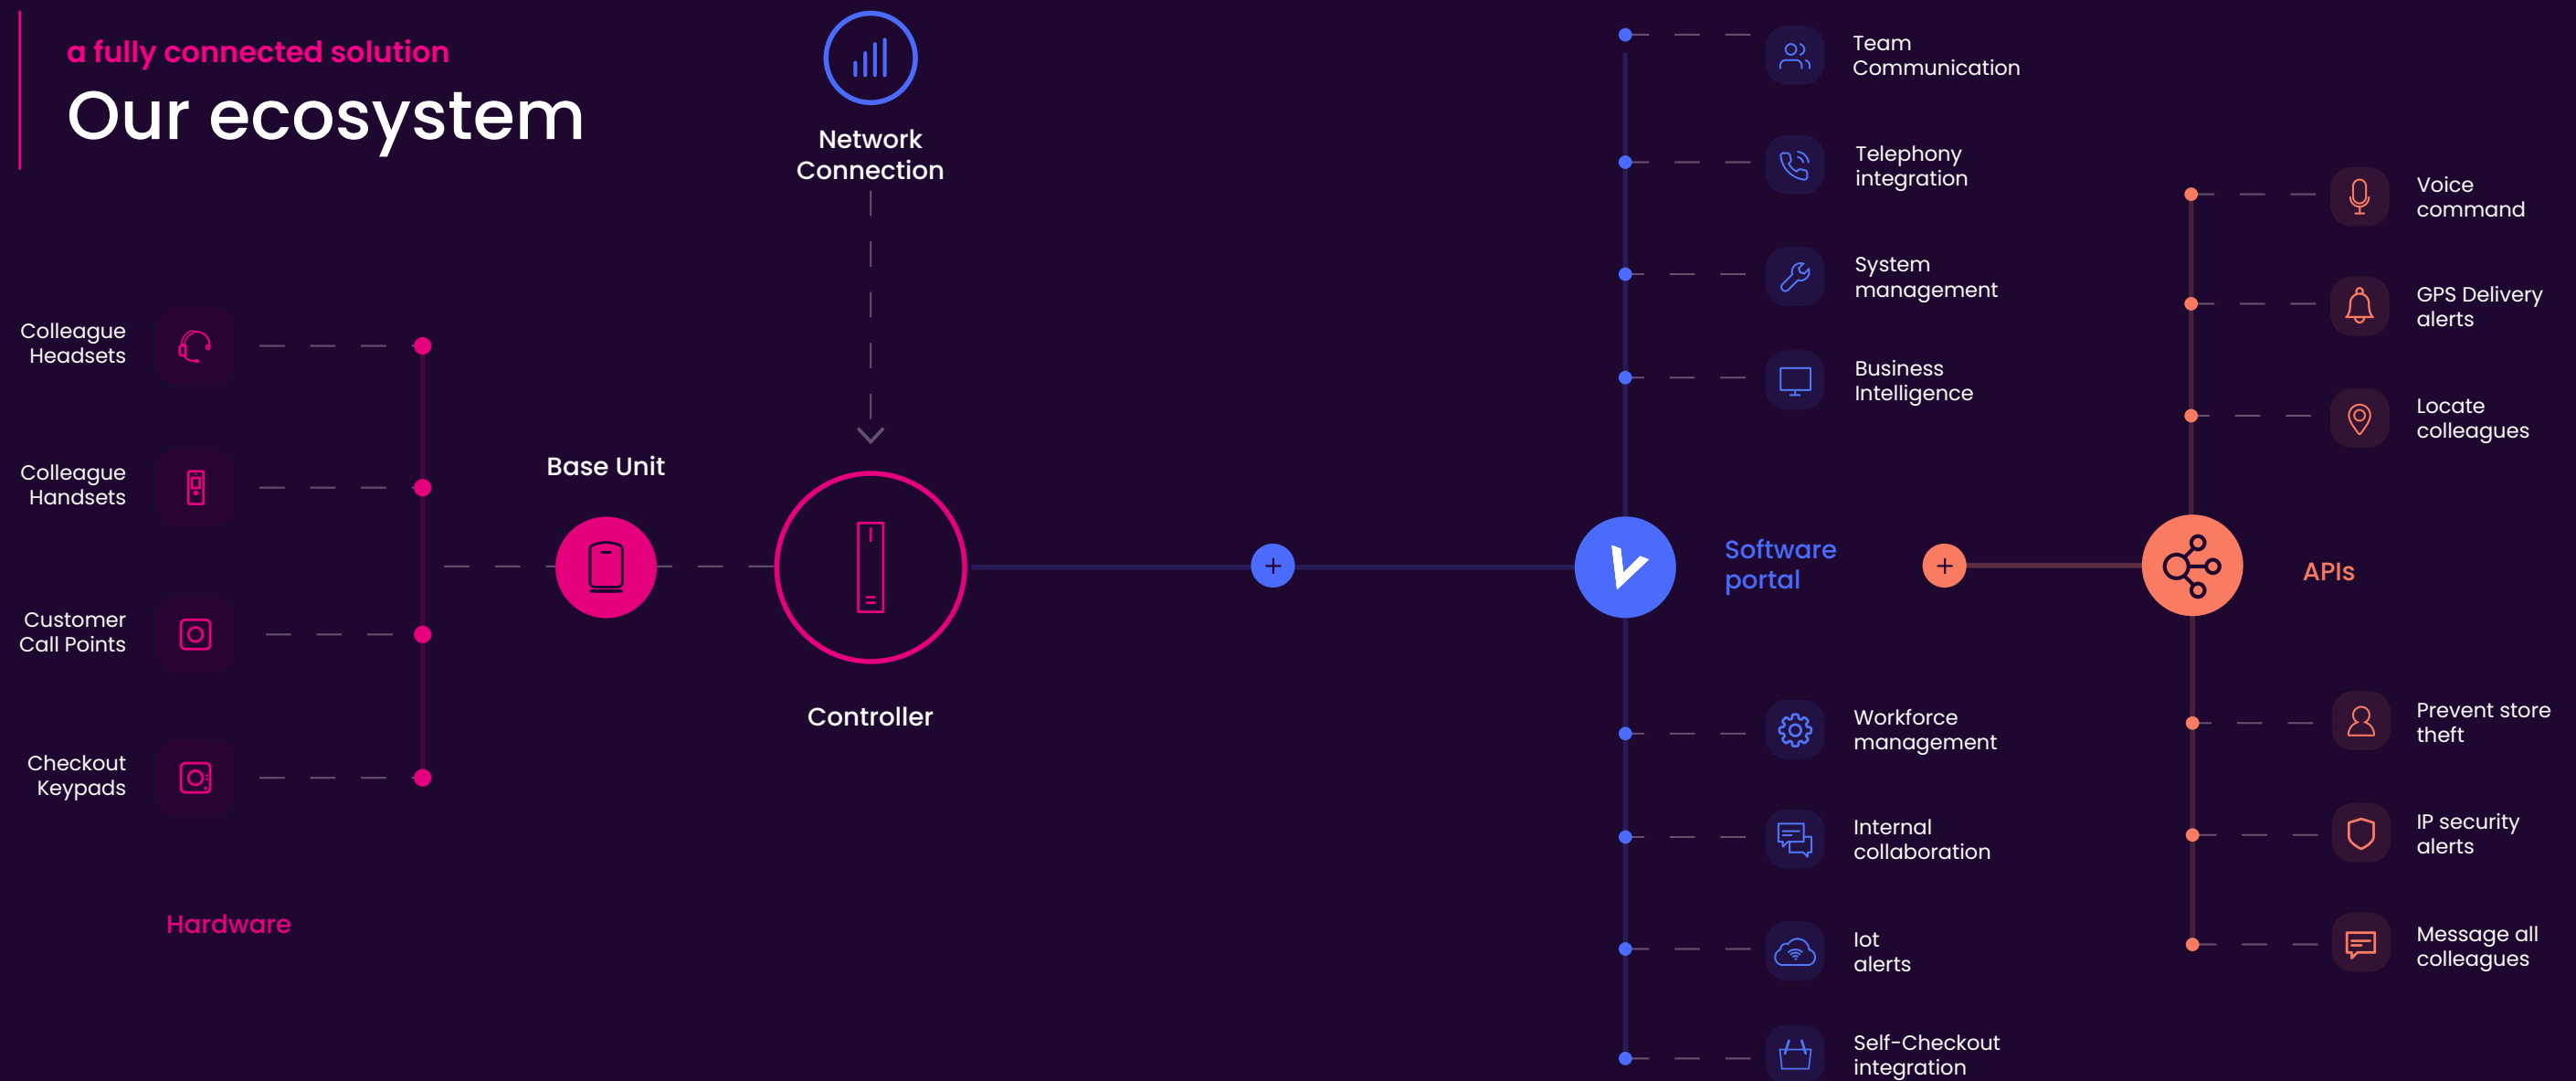 a fully connected solution
Our ecosystem
Network
Connection
Colleague
Headsets
Colleague
Handsets
Customer
Call Points
Checkout
Keypads
Hardware
Base Unit
Controller
Team
Communication
Telephony
integration
System
management
Business
Intelligence
Software
portal
Workforce
management
Internal
collaboration
Iot
alerts
Self-Checkout
integration
Voice
command
GPS Delivery
alerts
Locate
colleagues
APIs
Prevent store
theft
IP security
alerts
Message all
colleagues